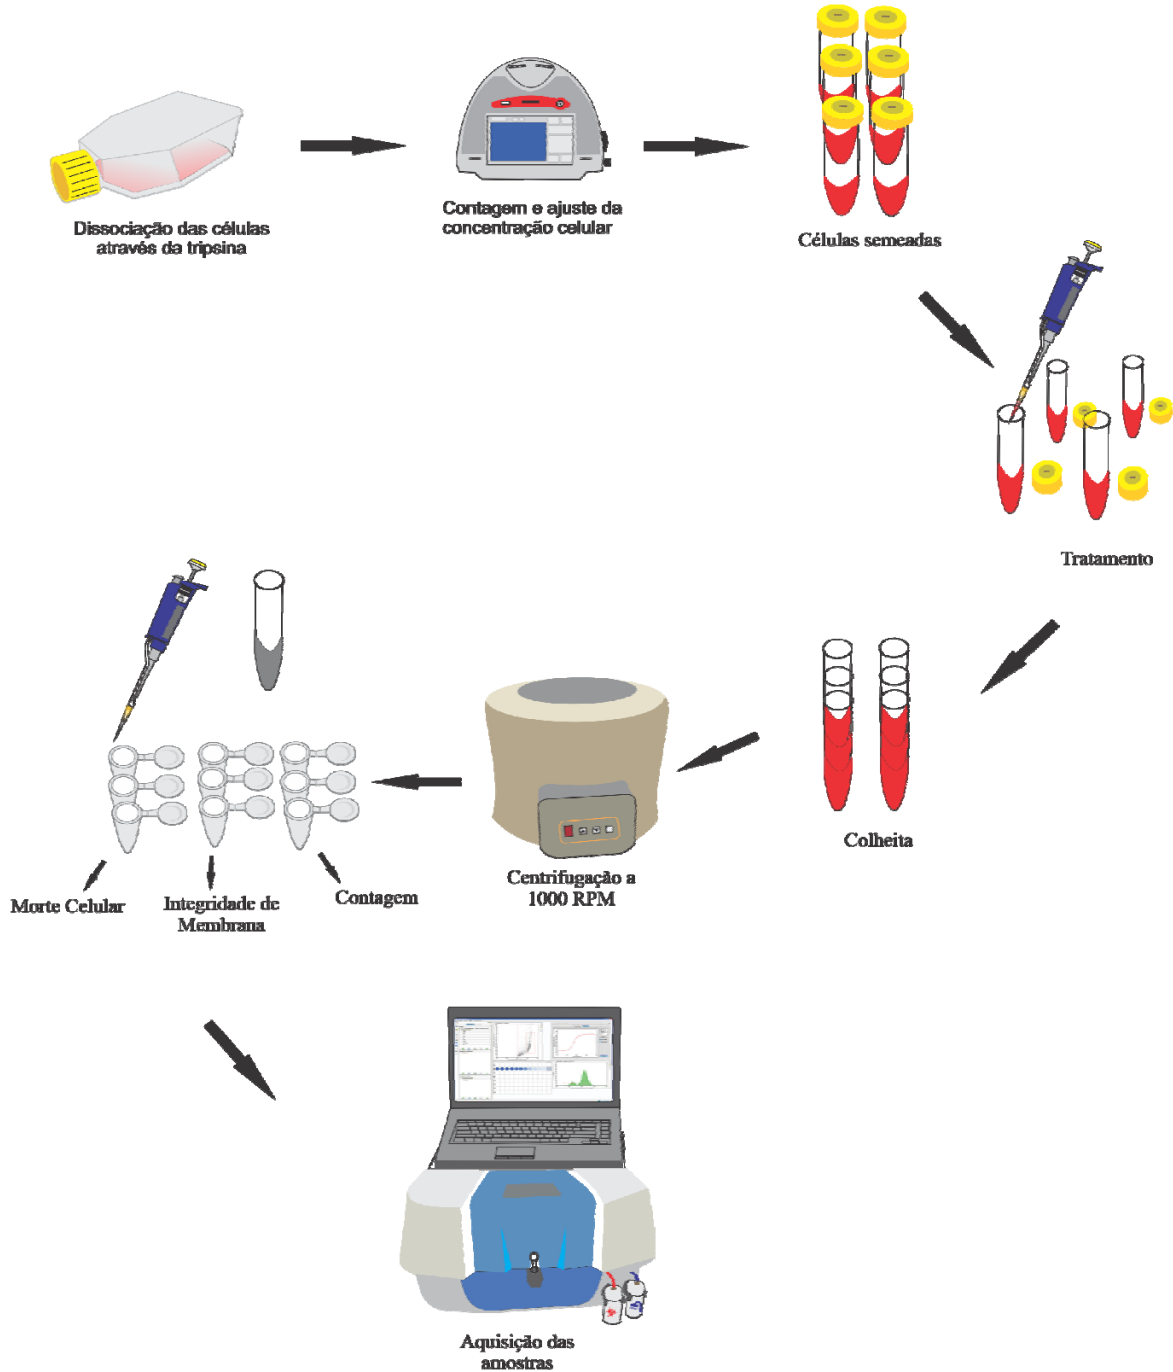 Dissociação das células
através da tripsina
Contagem e ajuste da
concentração celular
Células semeadas
Tratamento
Colheita
Centrifugação a
1000 RPM
Morte Celular
Integridade de
Membrana
Contagem
Aquisição das
amostras